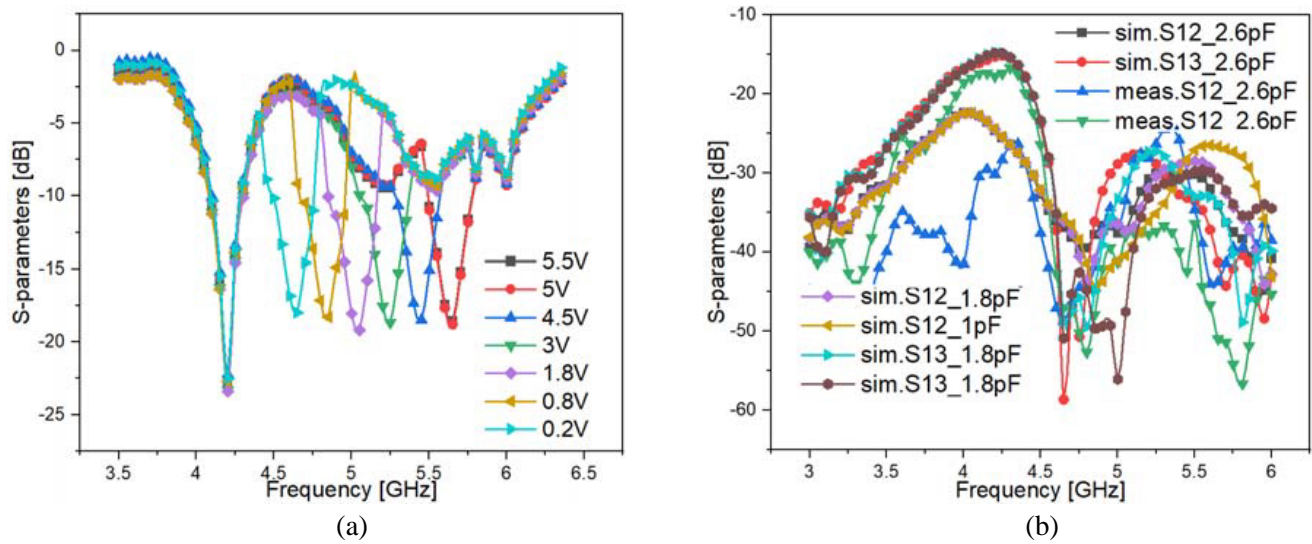 0
-5
-10
-15
-20
-25
S-parameters [dB]
3.5 4 4.5 5 5.5 6
Frequency [GHz]
5.5V
5V
4.5V
3V
1.8V
0.8V
0.2V
(a)
-10
-20
-30
-40
-50
-60
S-parameters [dB]
3 3.5 4 4.5 5 5.5 6
Frequency [GHz]
sim.S12_2.6pF
sim.S13_2.6pF
meas.S12_2.6pF
meas.S12_2.6pF
sim.S12_1.8pF
sim.S12_1pF
sim.S13_1.8pF
sim.S13_1.8pF
(b)